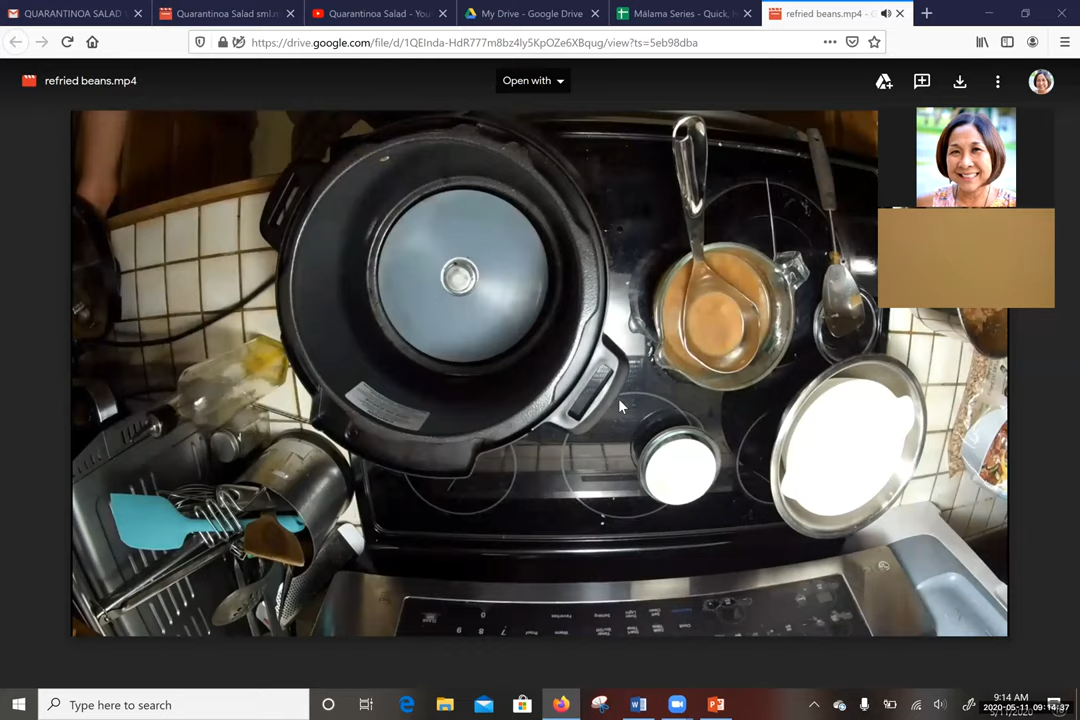 QUARANTINOA SALAD
Quarantinoa Salad sml.m
Quarantinoa Salad - You
My Drive - Google Drive
Mālama Series - Quick,
refried beans.mp4 - G
https://drive.google.com/file/d/1QEInda-HdR777m8bz4Iy5KpOZe6XBqug/view?ts=5eb98dba
refried beans.mp4
Open with
Type here to search
9:14 AM
2020-05-11 09:14:37